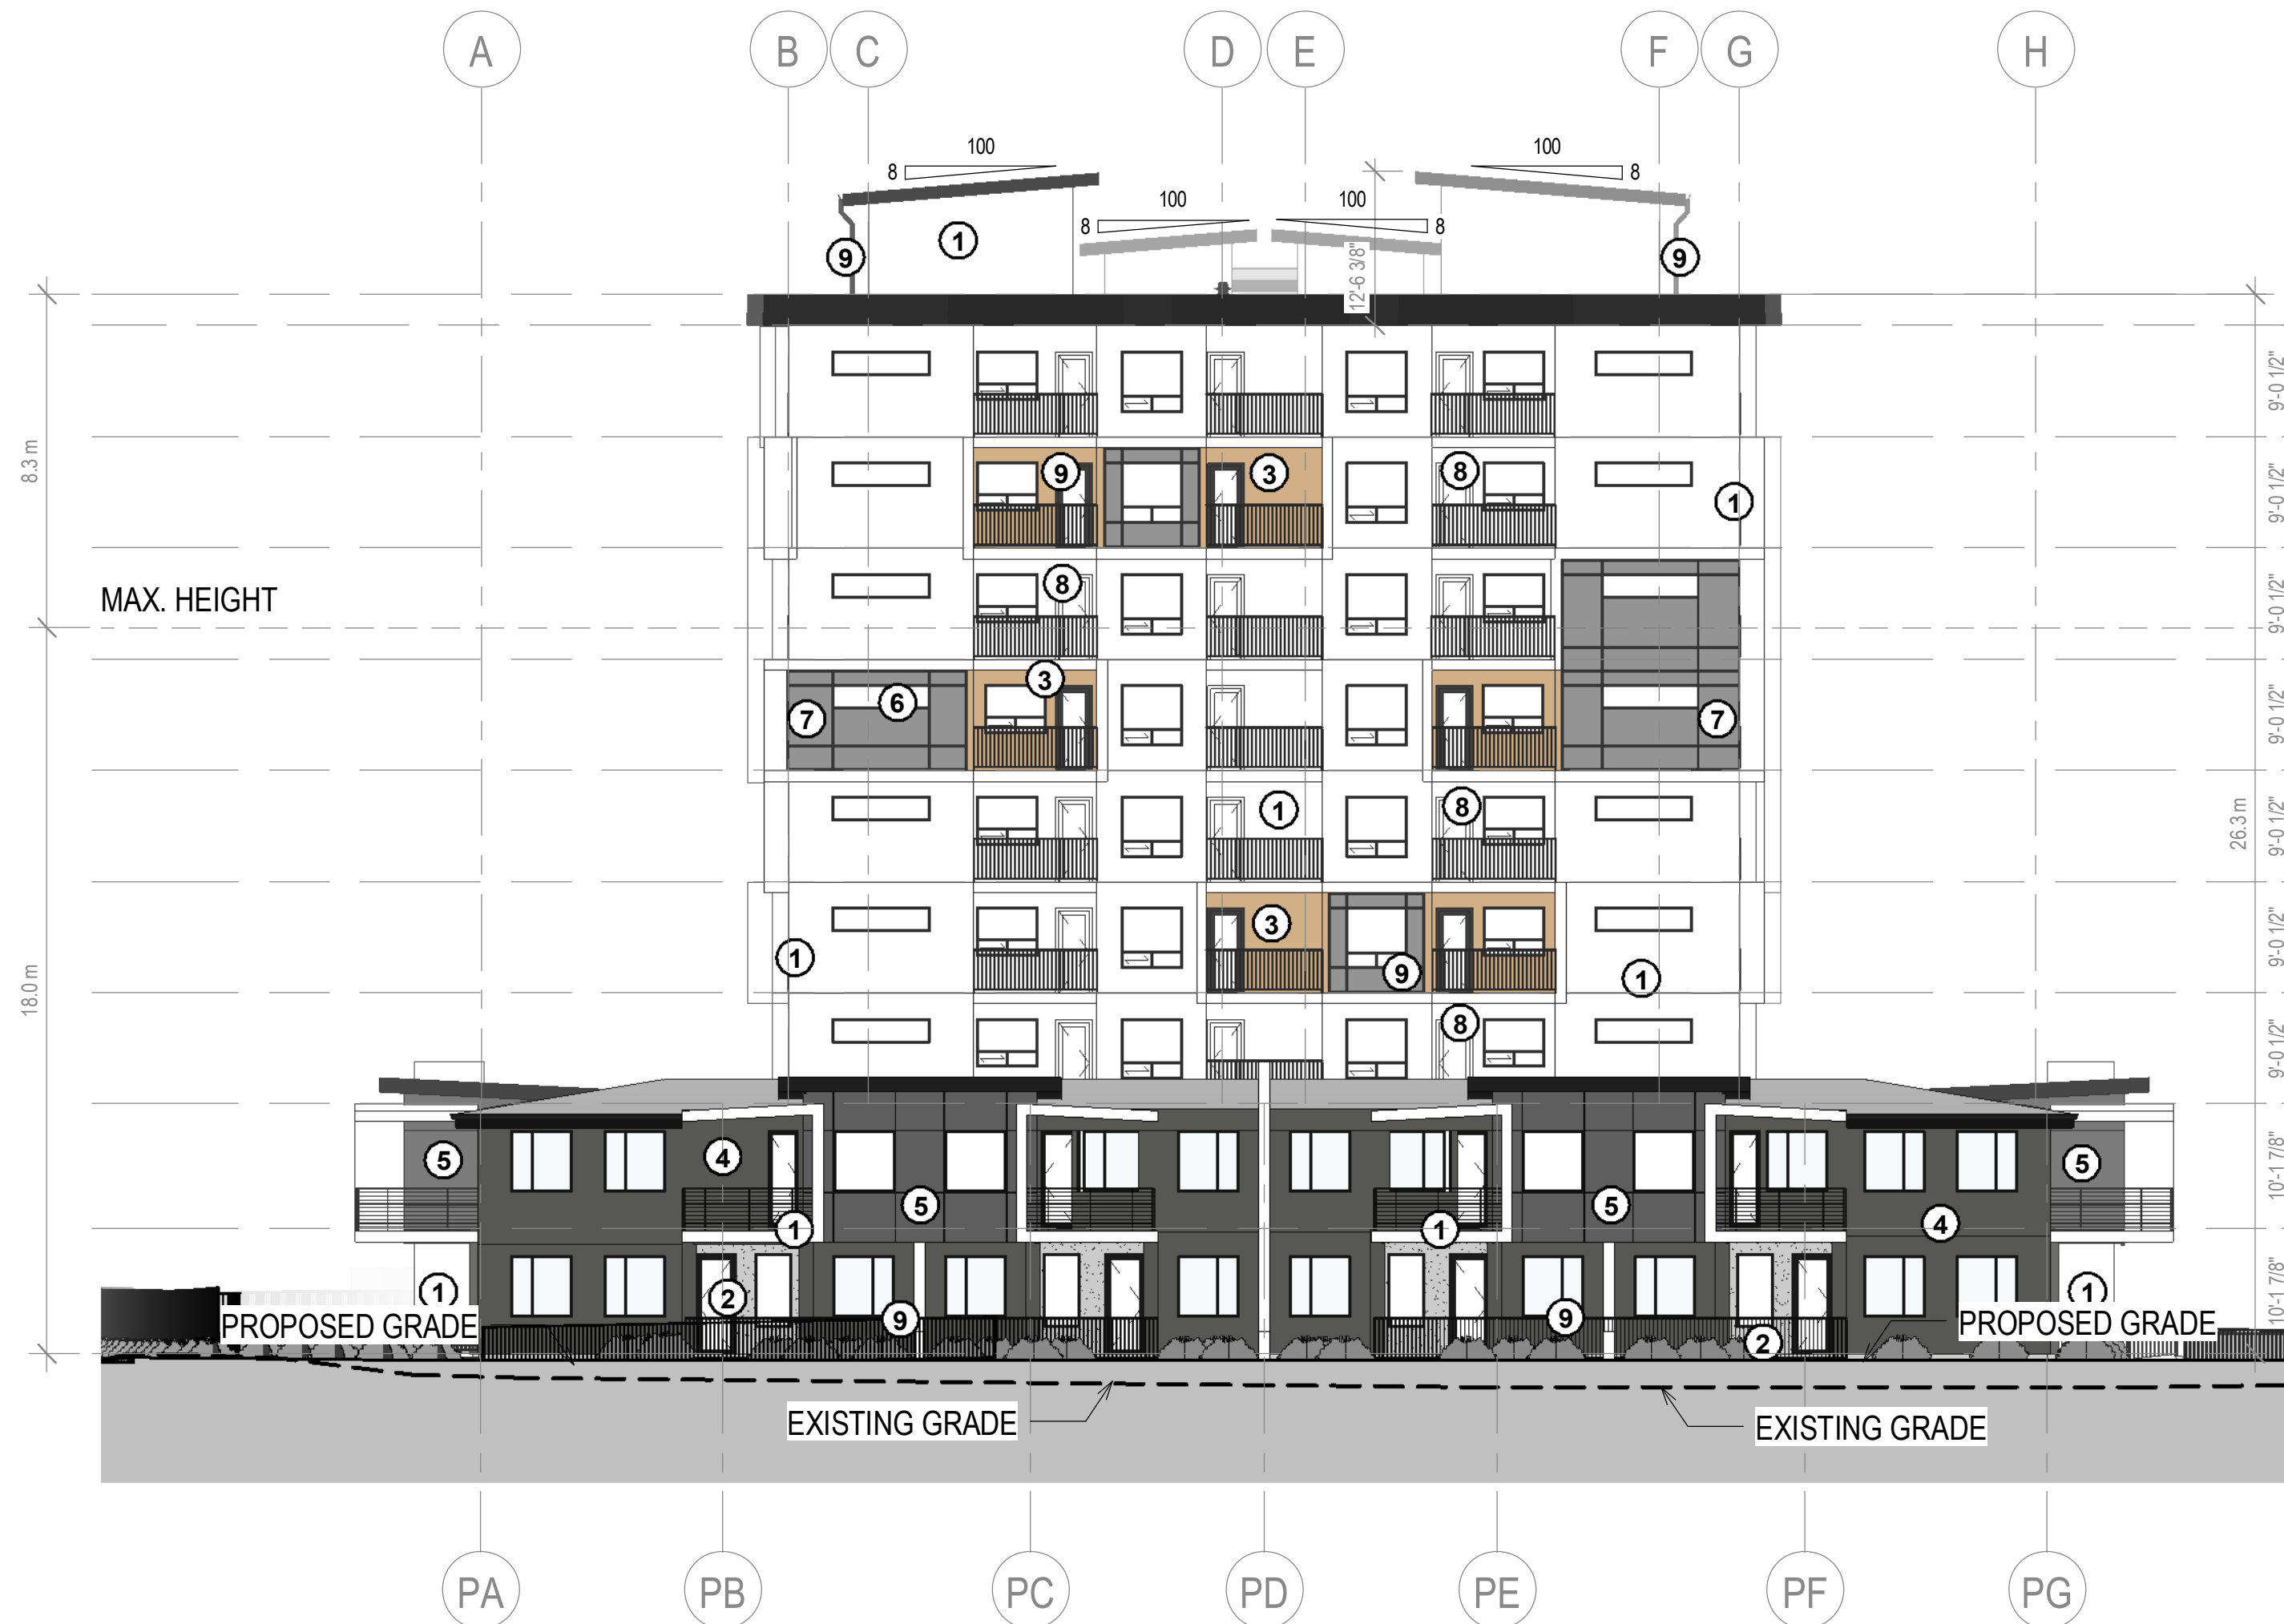 A B C D E F G H
100 100
8 8
100 100
8 8
1
9 9
12'-6 3/8"
9'-0 1/2"
8.3 m
9 3 8
9'-0 1/2"
1
8
9'-0 1/2"
MAX. HEIGHT
3
6
7 7
9'-0 1/2"
1 8
26.3 m
9'-0 1/2"
3
1
9 1
9'-0 1/2"
18.0 m
8
9'-0 1/2"
5 4 5
10'-1 7/8"
5 5
1 1 4
1 2 1
10'-1 7/8"
9 9
PROPOSED GRADE PROPOSED GRADE
2
EXISTING GRADE EXISTING GRADE
PA PB PC PD PE PF PG